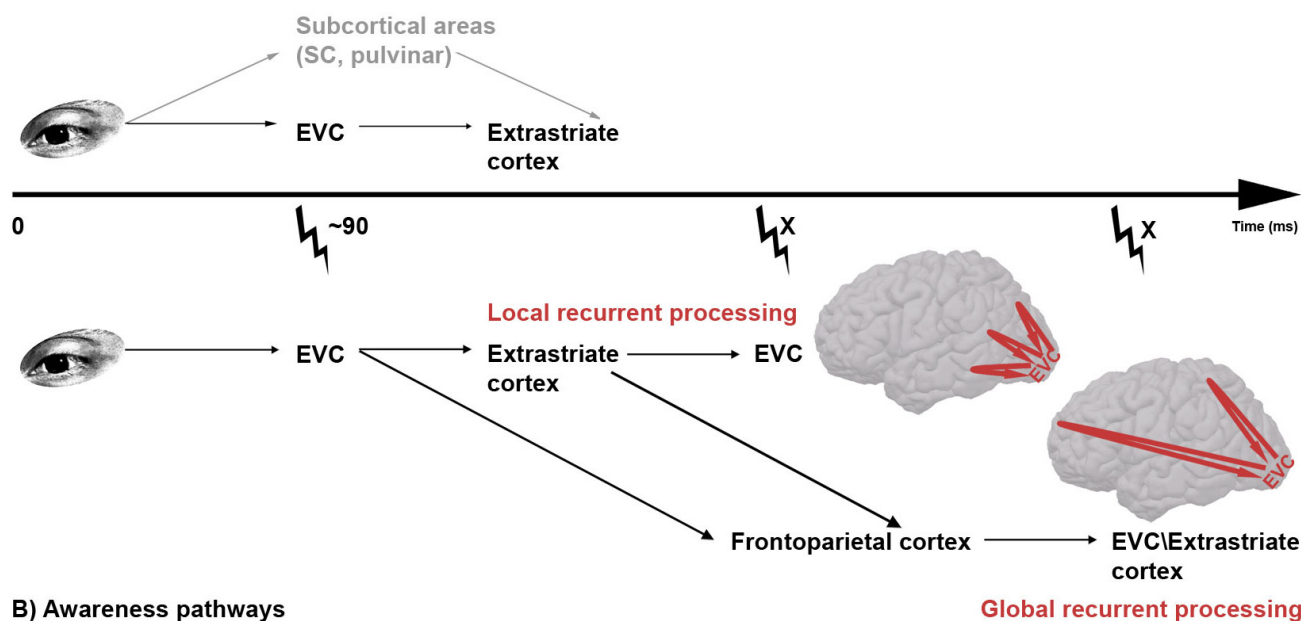 Subcortical areas
(SC, pulvinar)
EVC
Extrastriate
cortex
0
~90
X
X
Time (ms)
Local recurrent processing
EVC
Extrastriate
cortex
EVC
EVC
EVC
Frontoparietal cortex
EVC\Extrastriate
cortex
B) Awareness pathways
Global recurrent processing